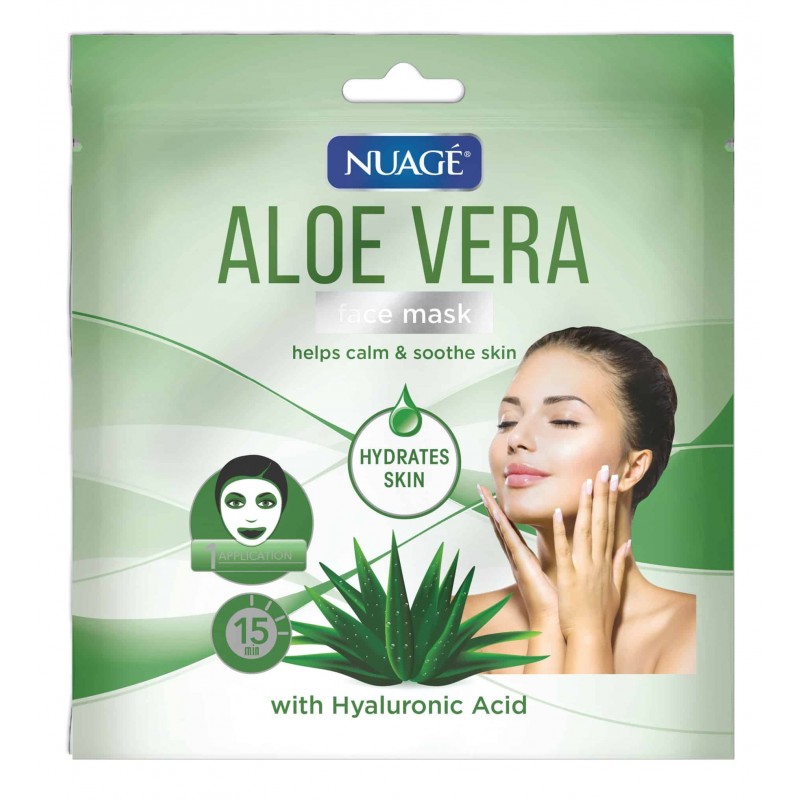 NUAGÉ®
ALOE VERA
face mask
helps calm & soothe skin
HYDRATES
SKIN
1 APPLICATION
15
min
with Hyaluronic Acid